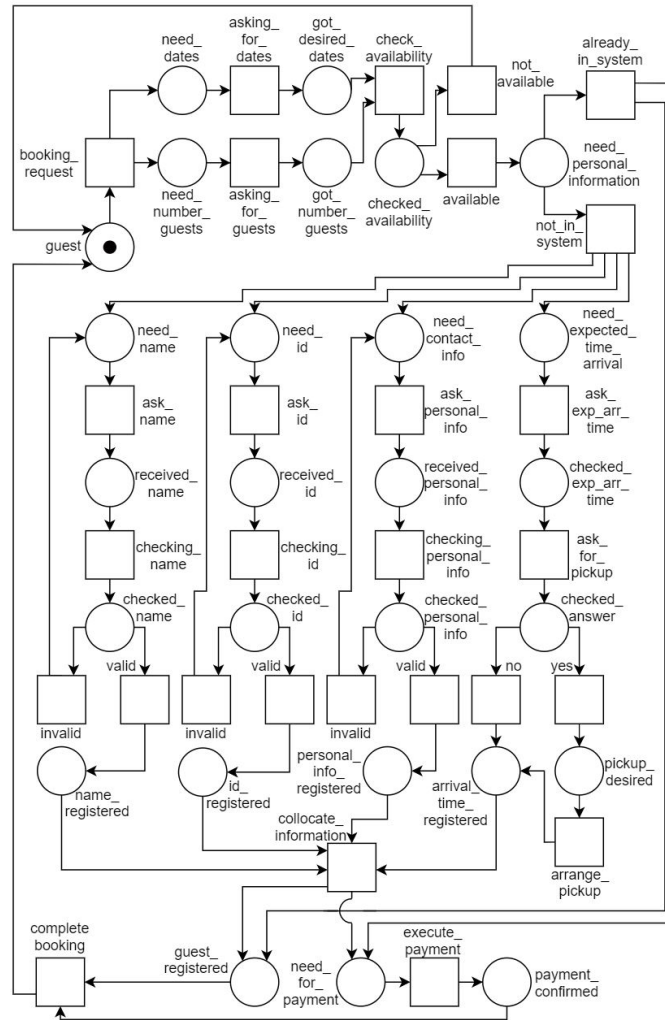 need_
dates
asking_
for_
dates
got_
desired_
dates
check_
availability
not_
available
already_
in_system
booking_
request
need_
number_
guests
asking_
for_
guests
got_
number_
guests
checked_
availability
available
need_
personal_
information
not_in_
system
guest
need_
name
need_
id
need_
contact_
info
need_
expected_
time_
arrival
ask_
name
ask_
id
ask_
personal_
info
ask_
exp_arr_
time
received_
name
received_
id
received_
personal_
info
checked_
exp_arr_
time
checking_
name
checking_
id
checking_
personal_
info
ask_
for_
pickup
checked_
name
checked_
id
checked_
personal_
info
checked_
answer
valid
valid
valid
no
yes
invalid
invalid
invalid
name_
registered
id_
registered
personal_
info_
registered
arrival_
time_
registered
pickup_
desired
collocate_
information
arrange_
pickup
complete
booking
guest_
registered
need_
for_
payment
execute_
payment
payment_
confirmed